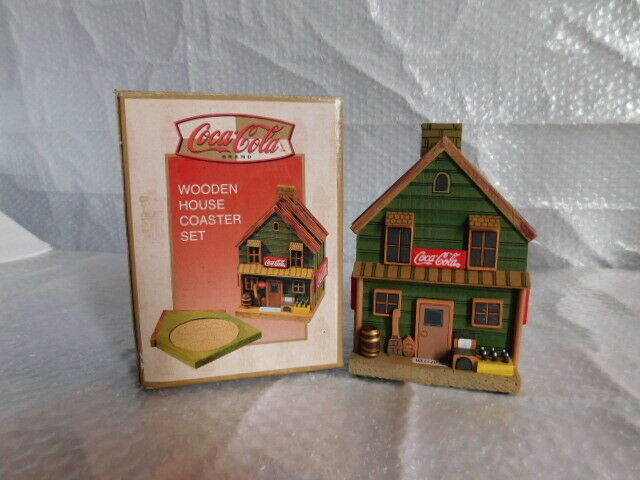 Coca-Cola
BRAND
WOODEN
HOUSE
COASTER
SET
Coca-Cola
Coca-Cola